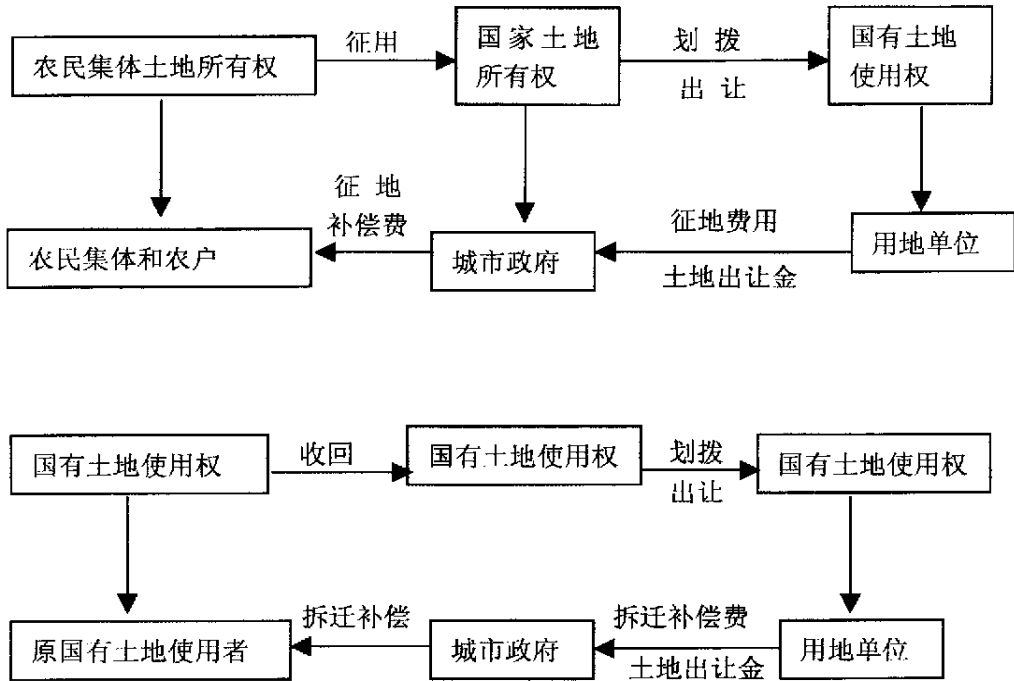 农民集体土地所有权
征用
国家土地
所有权
划拨
出让
国有土地
使用权
征地
补偿费
征地费用
土地出让金
农民集体和农户
城市政府
用地单位
国有土地使用权
收回
国有土地使用权
划拨
出让
国有土地使用权
拆迁补偿
拆迁补偿费
土地出让金
原国有土地使用者
城市政府
用地单位